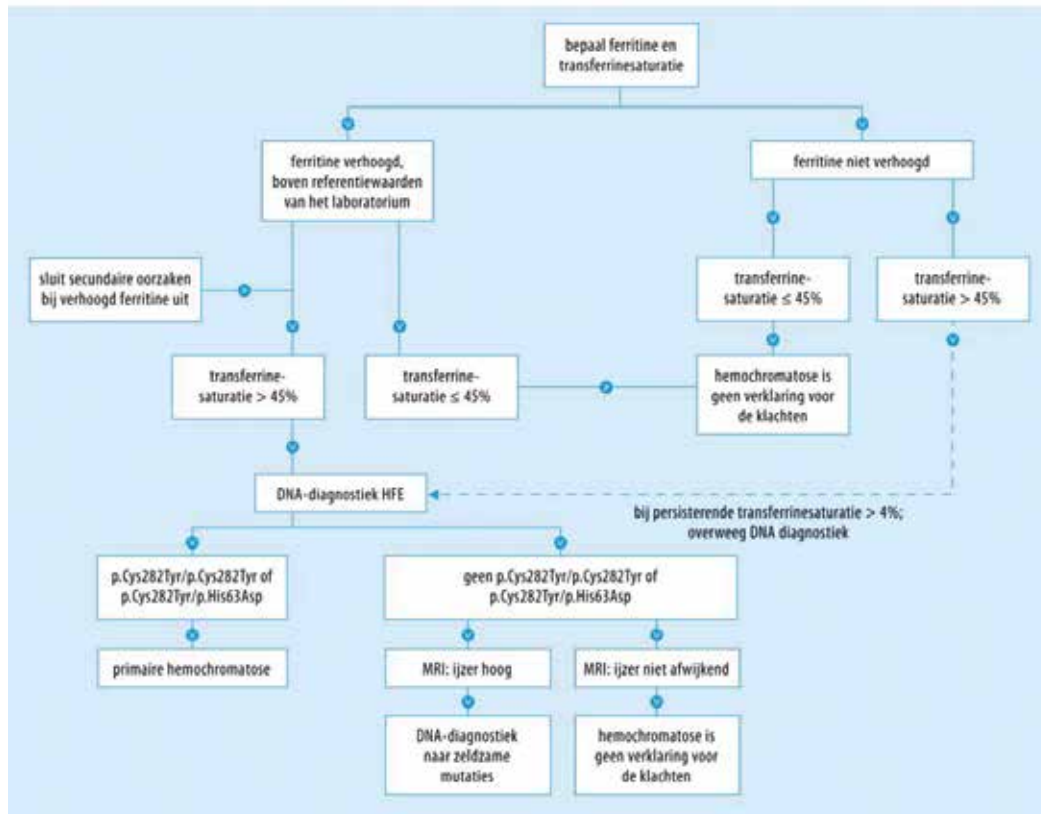 bepaal ferritine en
transferrinesaturatie
ferritine verhoogd,
boven referentiewaarden
van het laboratorium
ferritine niet verhoogd
sluit secundaire oorzaken
bij verhoogd ferritine uit
transferrine-
saturatie ≤ 45%
transferrine-
saturatie > 45%
transferrine-
saturatie > 45%
transferrine-
saturatie ≤ 45%
hemochromatose is
geen verklaring voor
de klachten
DNA-diagnostiek HFE
bij persisterende transferrinesaturatie > 4%;
overweeg DNA diagnostiek
p.Cys282Tyr/p.Cys282Tyr of
p.Cys282Tyr/p.His63Asp
geen p.Cys282Tyr/p.Cys282Tyr of
p.Cys282Tyr/p.His63Asp
primaire hemochromatose
MRI: ijzer hoog
MRI: ijzer niet afwijkend
DNA-diagnostiek
naar zeldzame
mutaties
hemochromatose is
geen verklaring voor
de klachten